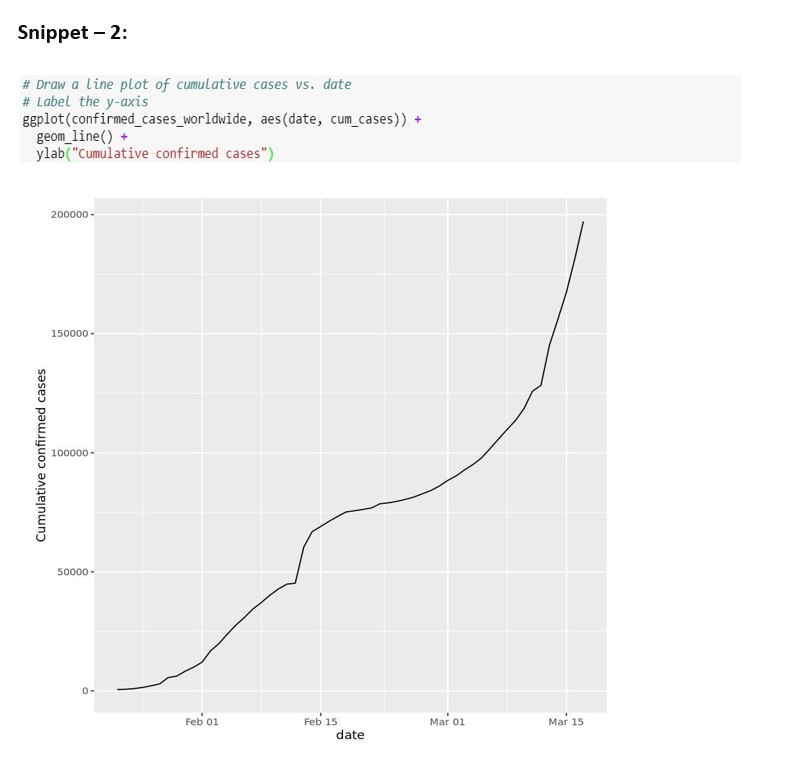 Snippet – 2:
# Draw a line plot of cumulative cases vs. date
# Label the y-axis
ggplot(confirmed_cases_worldwide, aes(date, cum_cases)) +
  geom_line() +
  ylab("Cumulative confirmed cases")
200000
150000
100000
50000
0
Cumulative confirmed cases
Feb 01 Feb 15 Mar 01 Mar 15
date